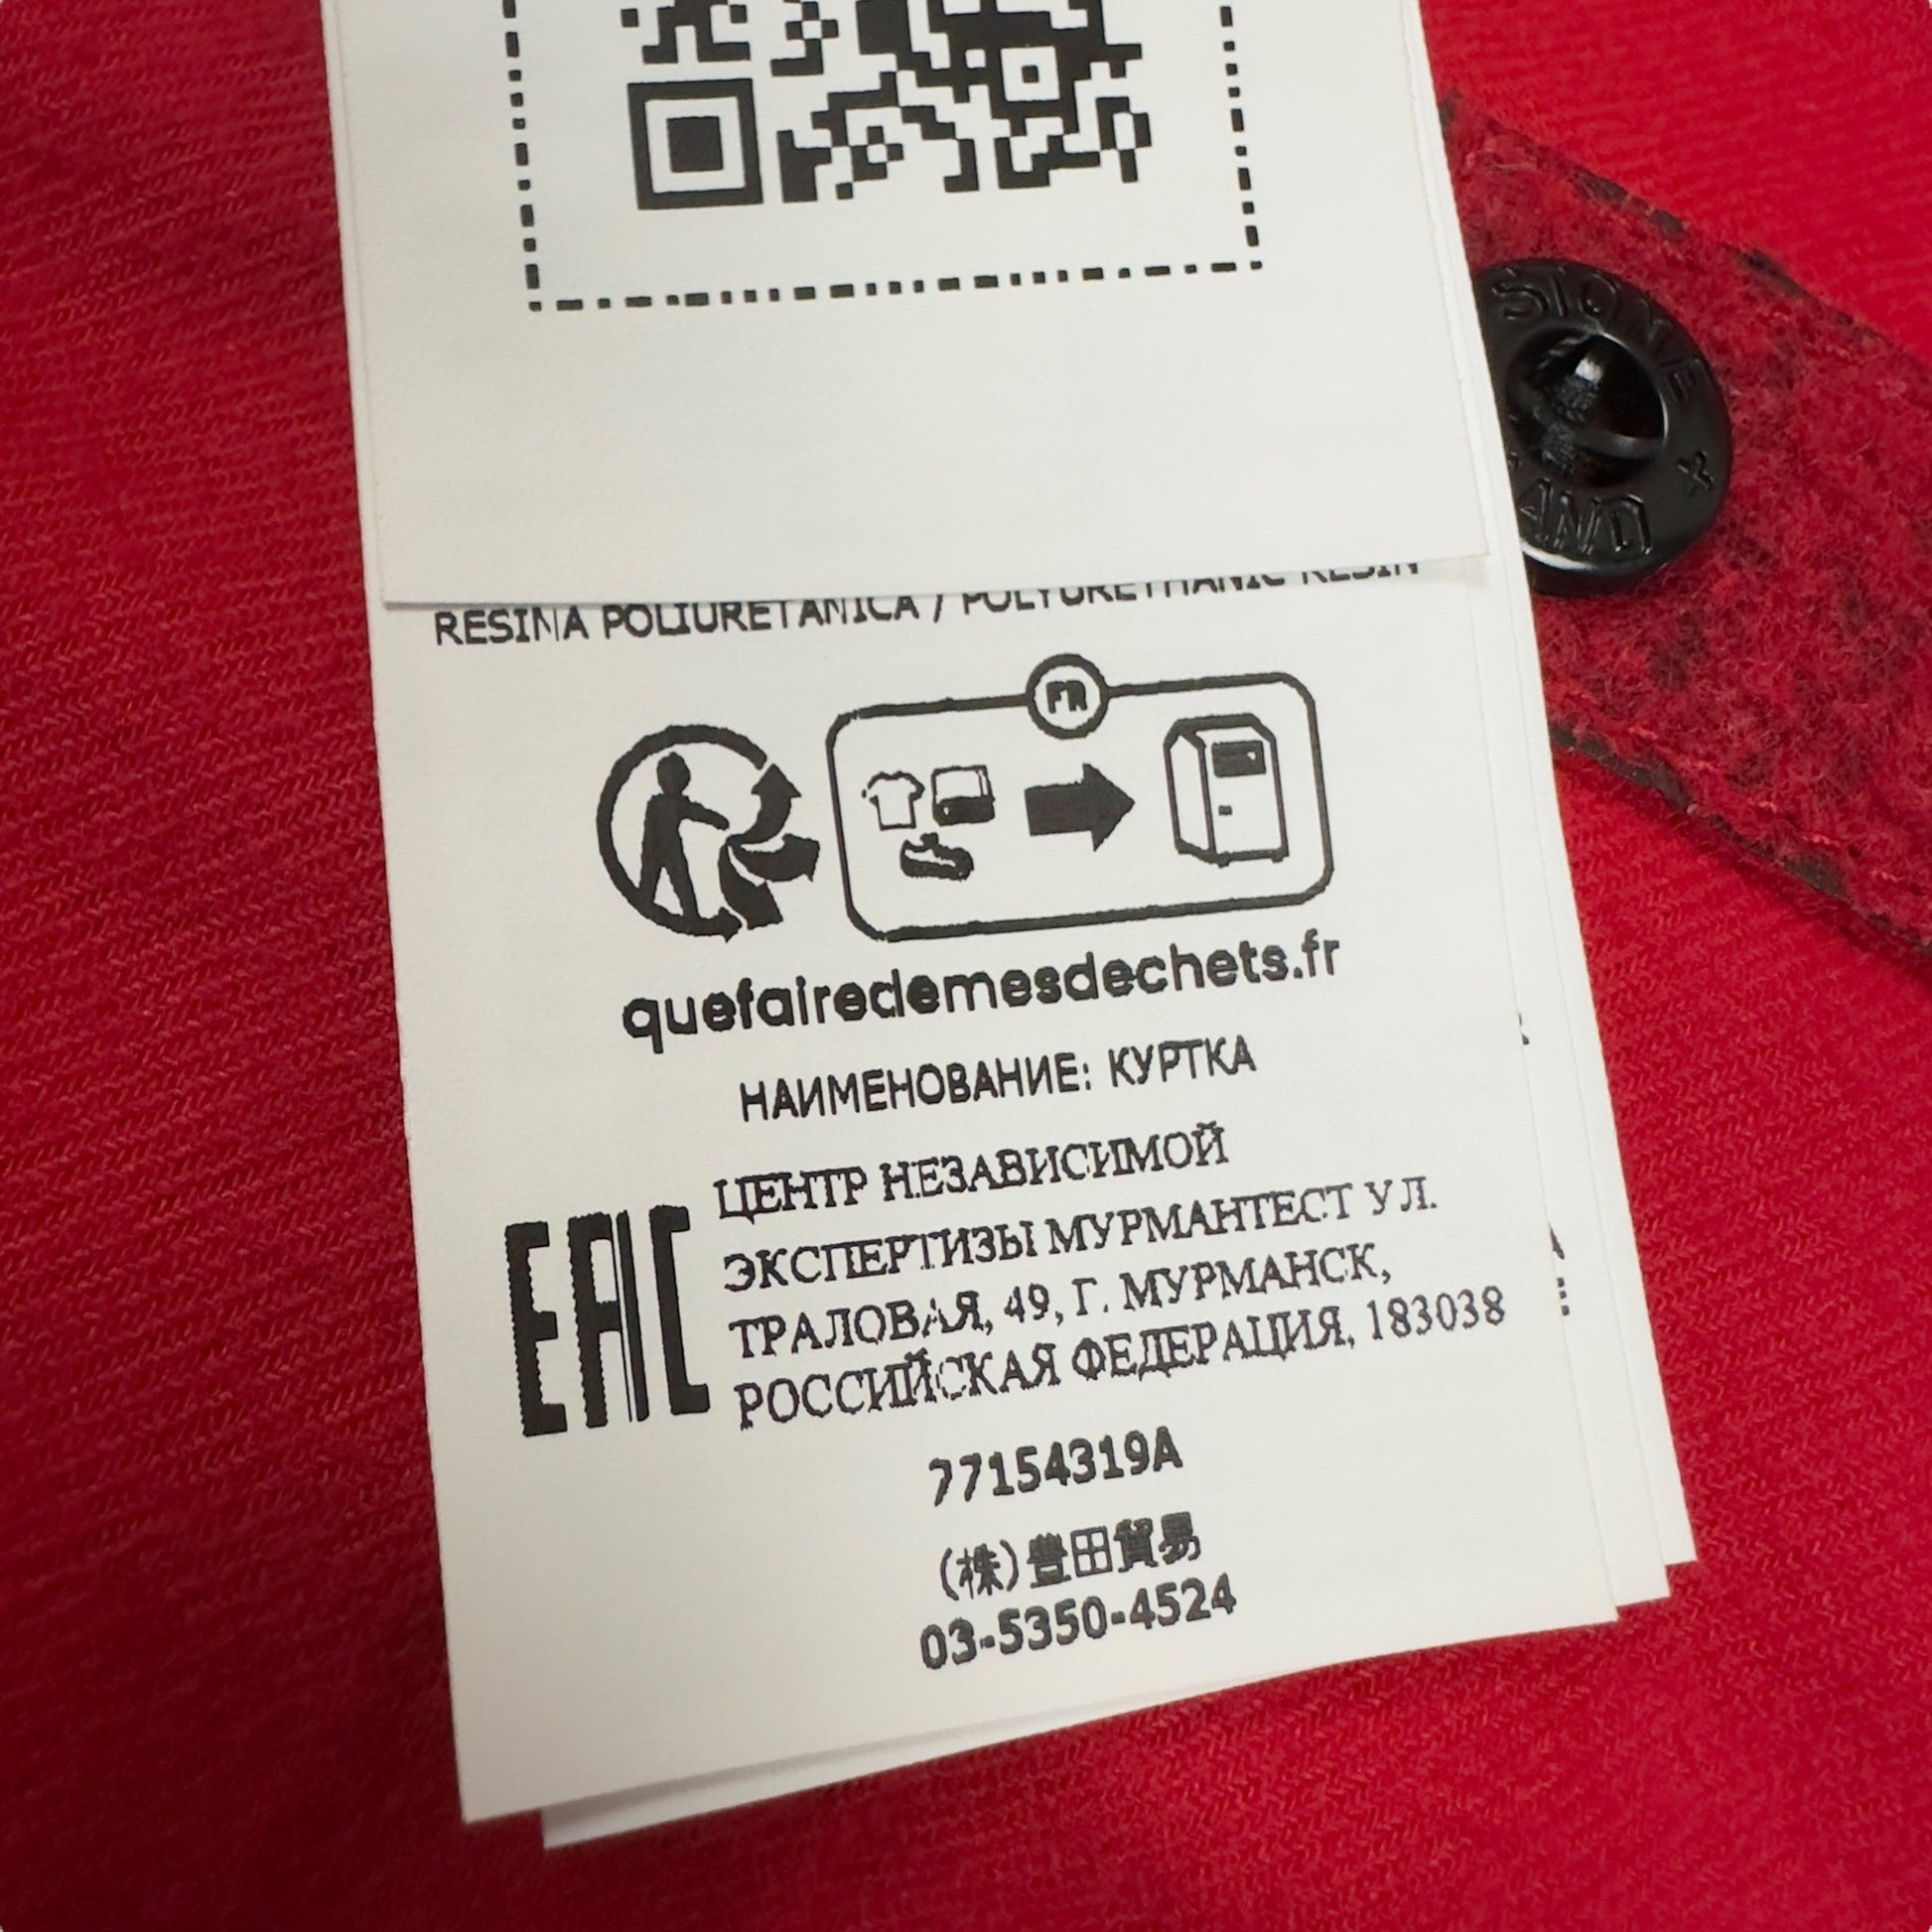 RESINA POLIURETANICA / POLYURETHANIC RESIN
FR
quefairedemesdechets.fr
НАИМЕНОВАНИЕ: КУРТКА
EAC
ЦЕНТР НЕЗАВИСИМОЙ
ЭКСПЕРТИЗЫ МУРМАНТЕСТ УЛ.
ТРАЛОВАЯ, 49, Г. МУРМАНСК,
РОССИЙСКАЯ ФЕДЕРАЦИЯ, 183038
77154319A
(株)豊田貿易
03-5350-4524
STONE